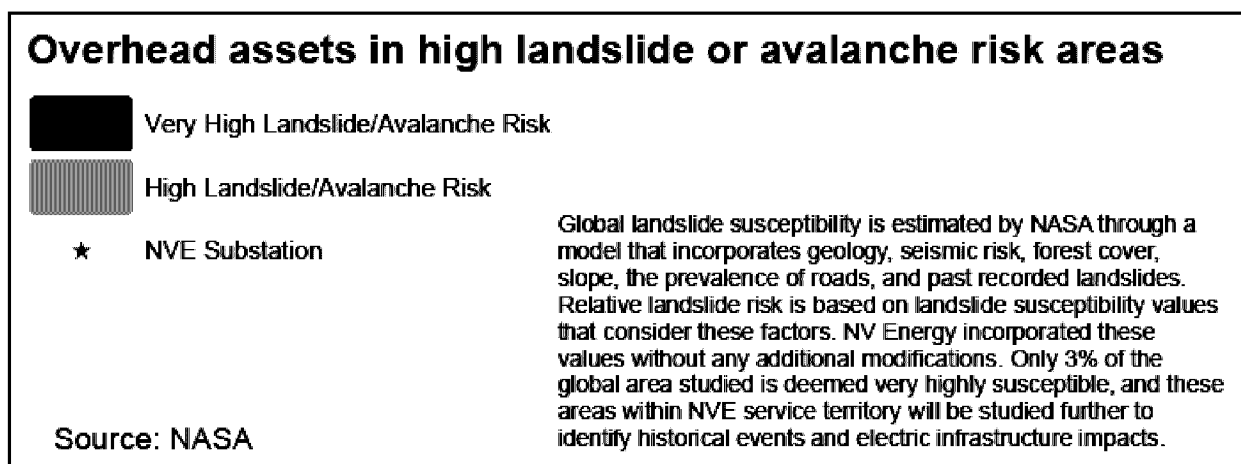 Overhead assets in high landslide or avalanche risk areas
Very High Landslide/Avalanche Risk
High Landslide/Avalanche Risk
NVE Substation
Global landslide susceptibility is estimated by NASA through a
model that incorporates geology, seismic risk, forest cover,
slope, the prevalence of roads, and past recorded landslides.
Relative landslide risk is based on landslide susceptibility values
that consider these factors. NV Energy incorporated these
values without any additional modifications. Only 3% of the
global area studied is deemed very highly susceptible, and these
areas within NVE service territory will be studied further to
identify historical events and electric infrastructure impacts.
Source: NASA